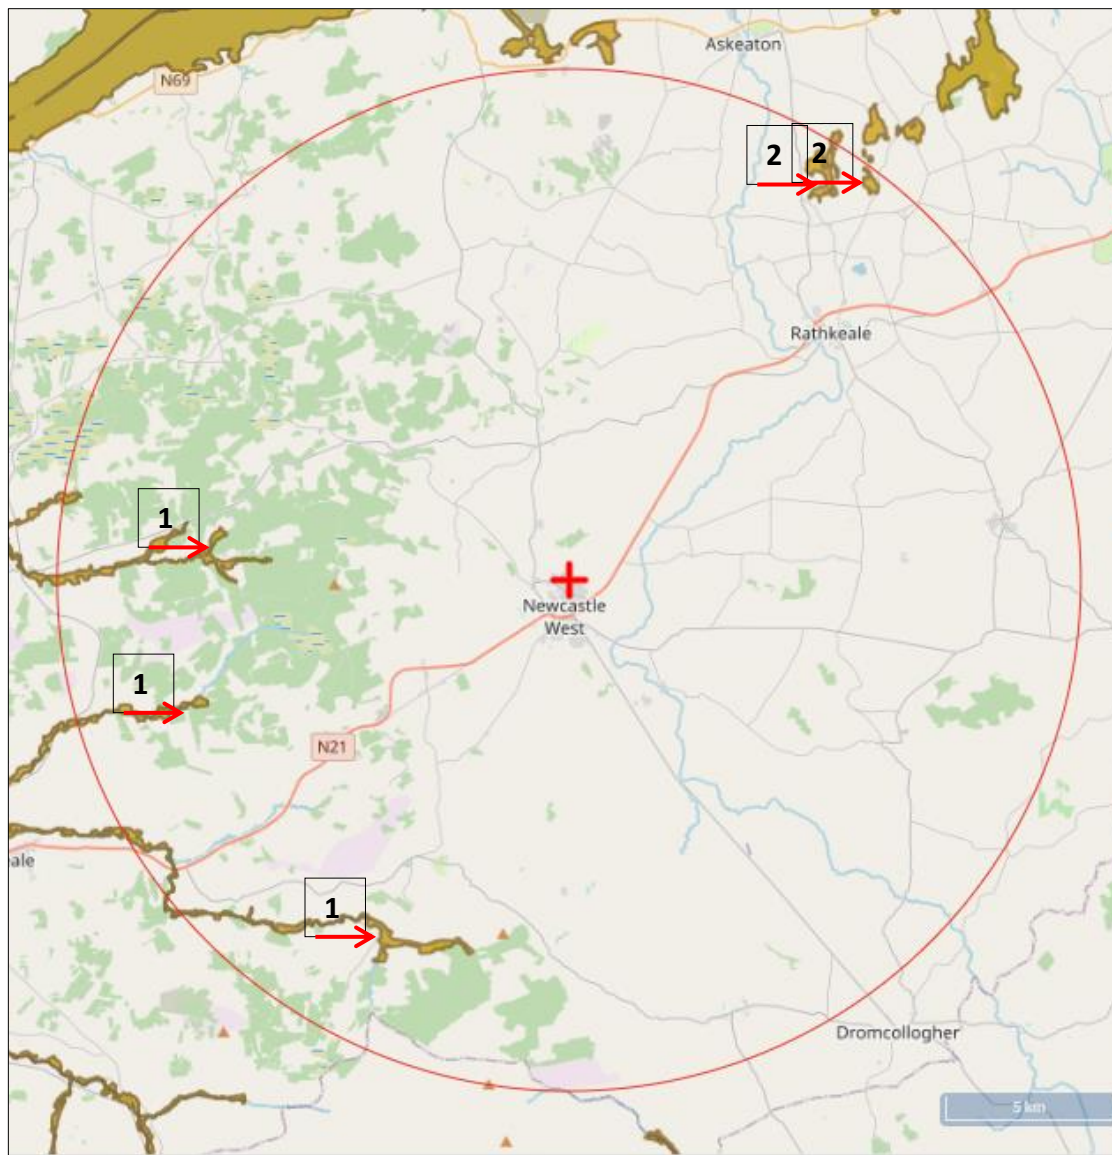 Askeaton
N69
2
2
Rathkeale
1
Newcastle
West
1
N21
ale
1
Dromcollogher
5 km